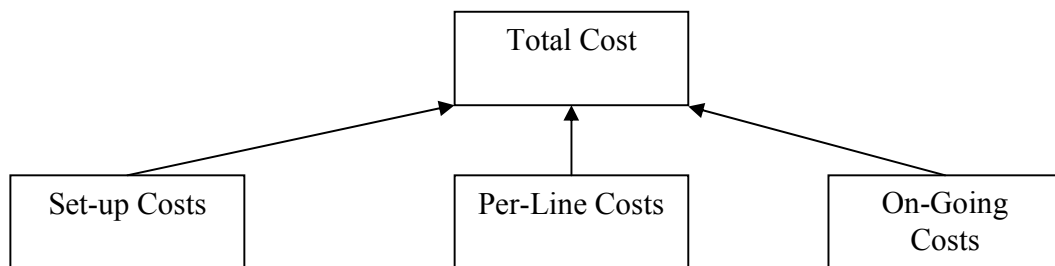 Total Cost
Set-up Costs
Per-Line Costs
On-Going
Costs